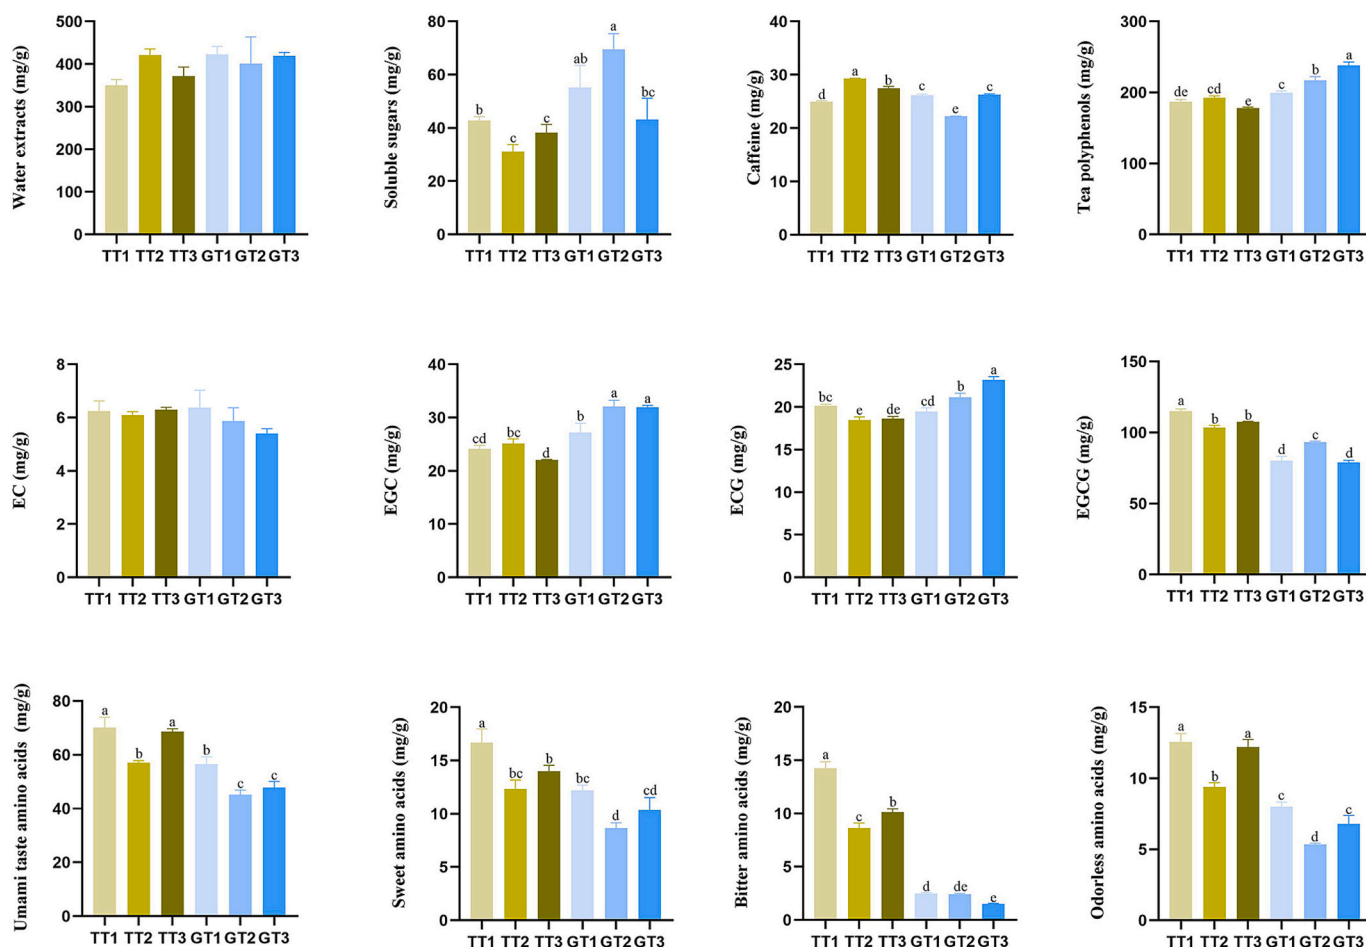 Water extracts (mg/g)
500
400
300
200
100
0
TT1 TT2 TT3 GT1 GT2 GT3
Soluble sugars (mg/g)
80
60
40
20
0
b
c
c
ab
a
bc
TT1 TT2 TT3 GT1 GT2 GT3
Caffeine (mg/g)
40
30
20
10
0
d
a
b
c
e
c
TT1 TT2 TT3 GT1 GT2 GT3
Tea polyphenols (mg/g)
300
200
100
0
de
cd
e
c
b
a
TT1 TT2 TT3 GT1 GT2 GT3
EC (mg/g)
8
6
4
2
0
TT1 TT2 TT3 GT1 GT2 GT3
EGC (mg/g)
40
30
20
10
0
cd
bc
d
b
a
a
TT1 TT2 TT3 GT1 GT2 GT3
ECG (mg/g)
25
20
15
10
5
0
bc
e
de
cd
b
a
TT1 TT2 TT3 GT1 GT2 GT3
EGCG (mg/g)
150
100
50
0
a
b
b
d
c
d
TT1 TT2 TT3 GT1 GT2 GT3
Umami taste amino acids (mg/g)
80
60
40
20
0
a
b
a
b
c
c
TT1 TT2 TT3 GT1 GT2 GT3
Sweet amino acids (mg/g)
20
15
10
5
0
a
bc
b
bc
d
cd
TT1 TT2 TT3 GT1 GT2 GT3
Bitter amino acids (mg/g)
20
15
10
5
0
a
c
b
d
de
e
TT1 TT2 TT3 GT1 GT2 GT3
Odorless amino acids (mg/g)
15
10
5
0
a
b
a
c
d
c
TT1 TT2 TT3 GT1 GT2 GT3